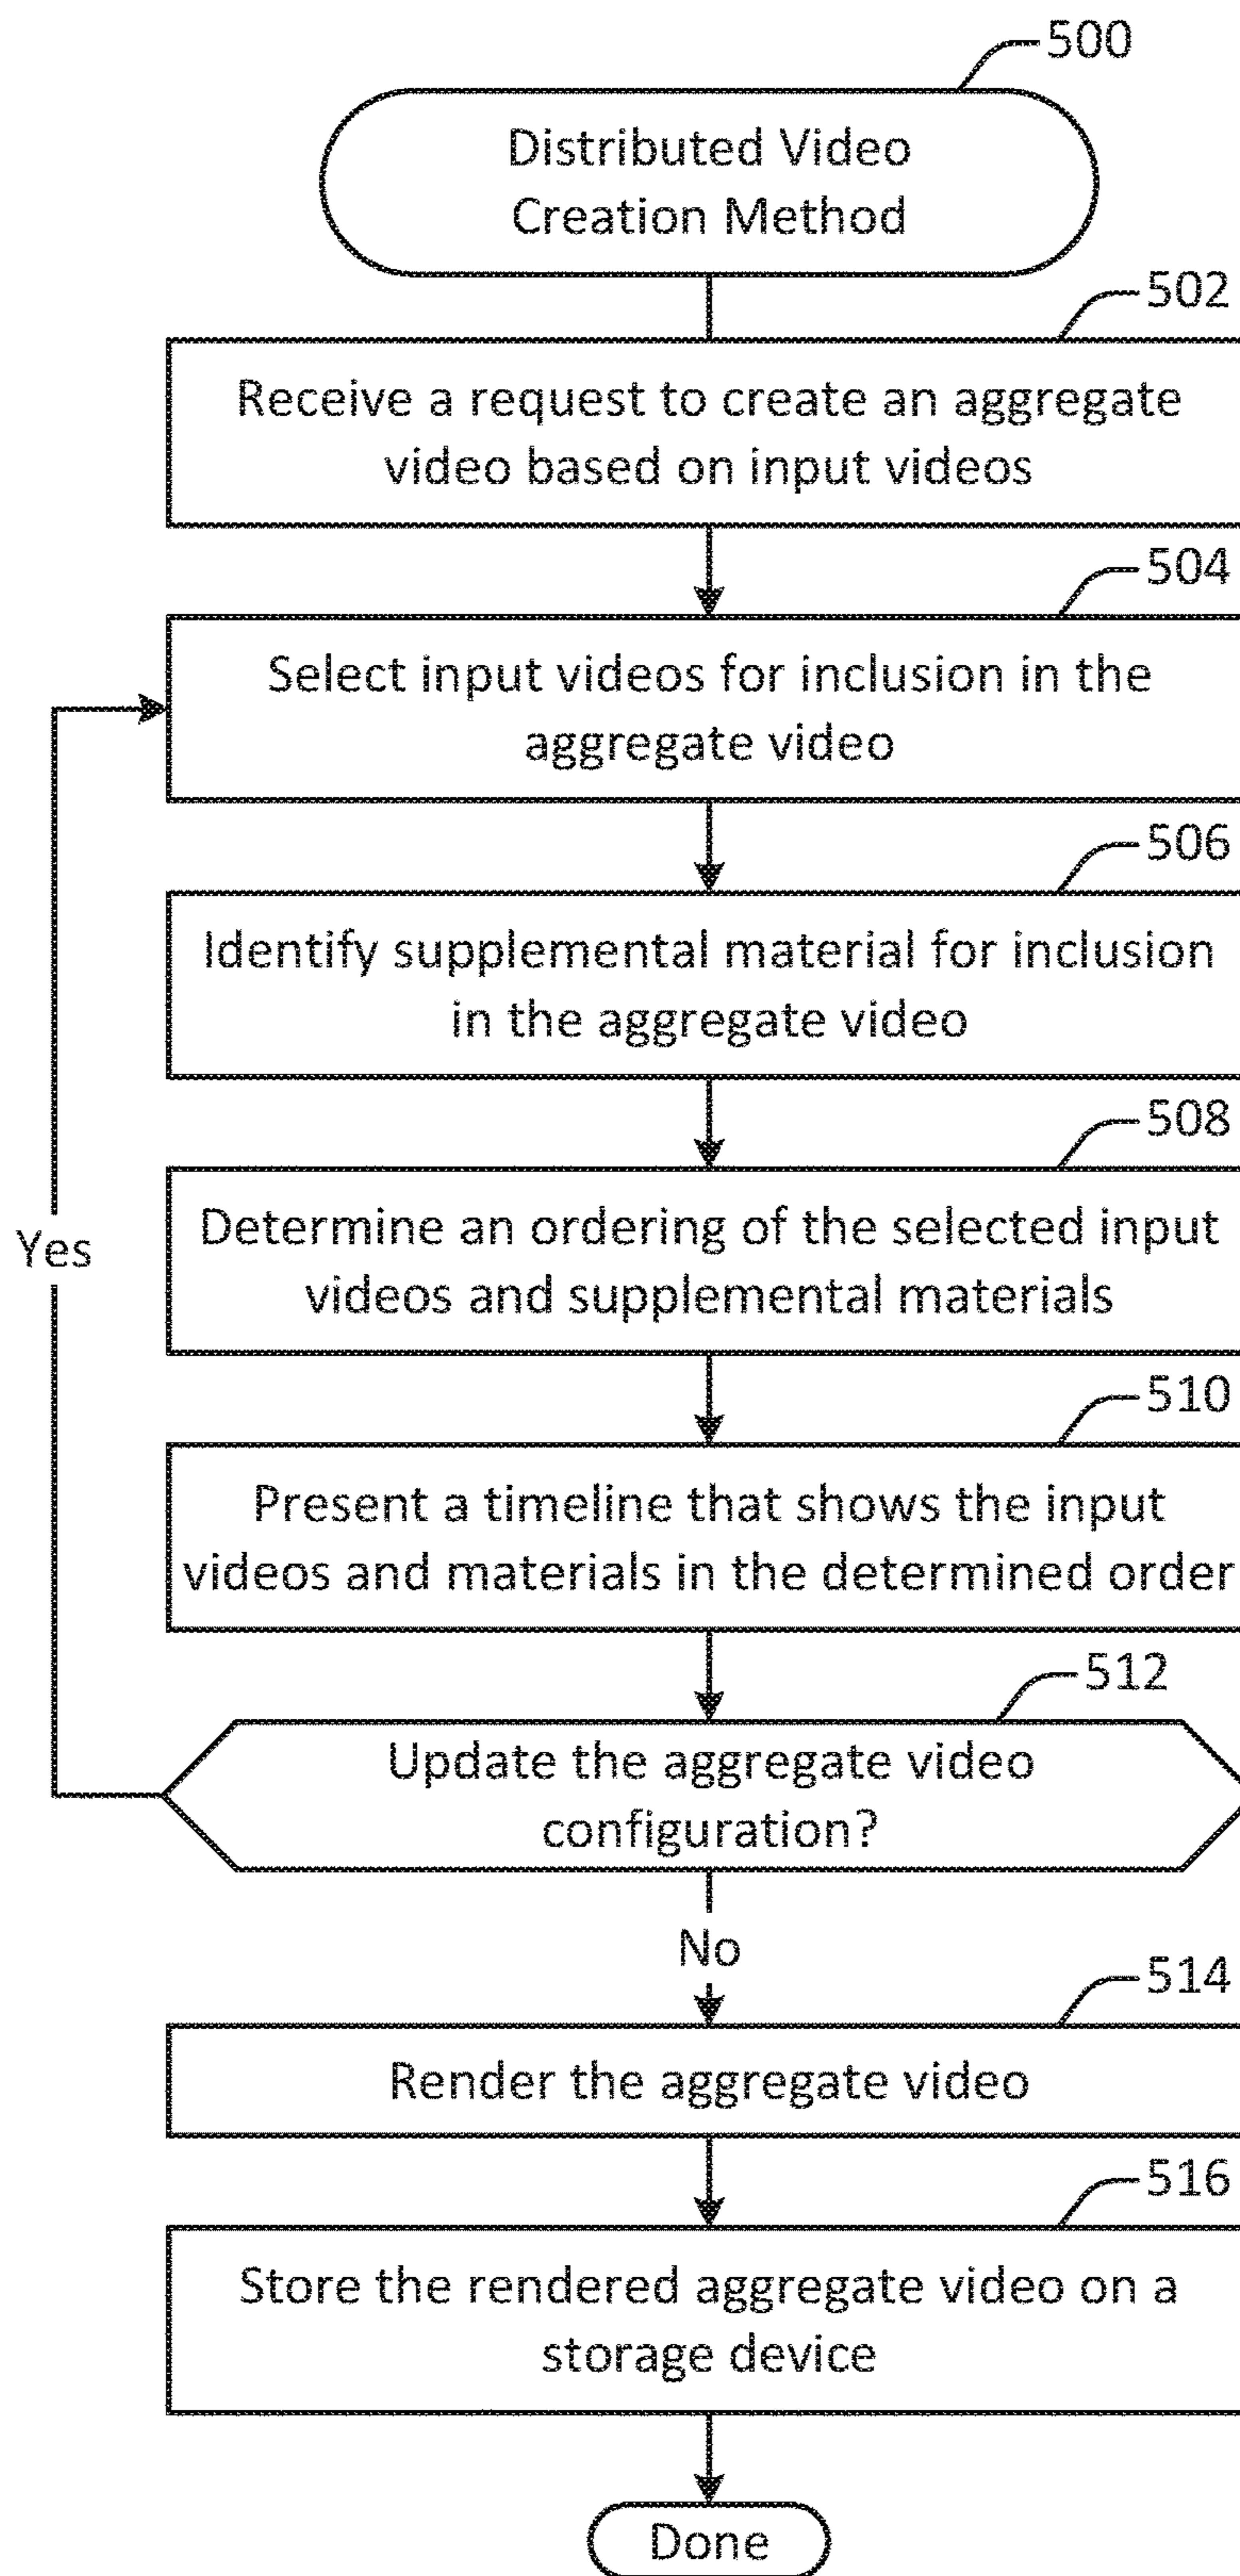 500
Distributed Video
Creation Method
502
Receive a request to create an aggregate
video based on input videos
504
Select input videos for inclusion in the
aggregate video
506
Identify supplemental material for inclusion
in the aggregate video
508
Determine an ordering of the selected input
videos and supplemental materials
Yes
510
Present a timeline that shows the input
videos and materials in the determined order
512
Update the aggregate video
configuration?
No
514
Render the aggregate video
516
Store the rendered aggregate video on a
storage device
Done